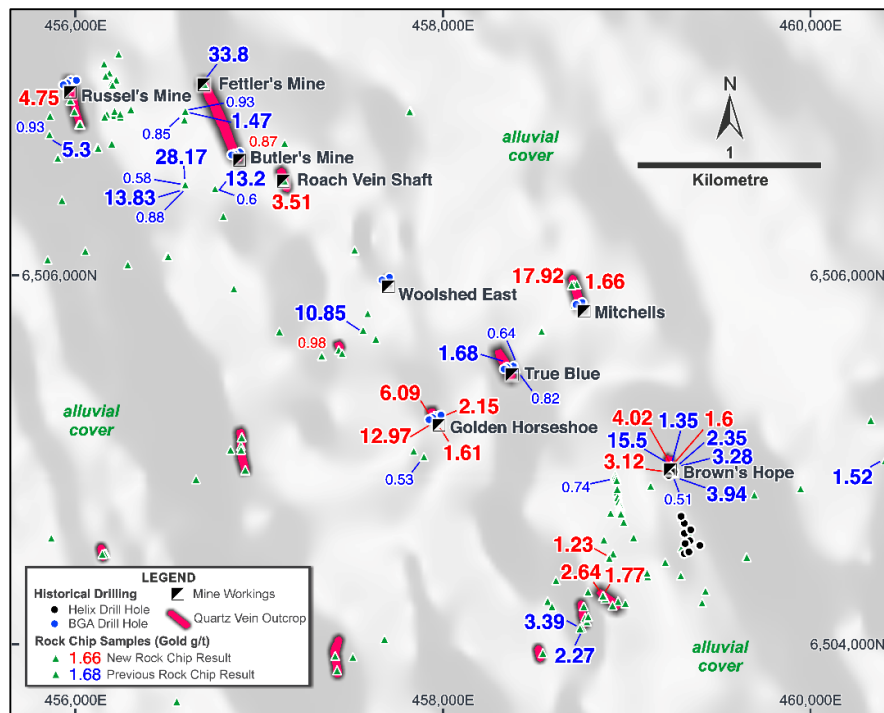 456,000E
458,000E
460,000E
33.8
Fettler's Mine
4.75
Russel's Mine
0.93
0.93
0.85
1.47
5.3
0.87
28.17
Butler's Mine
0.58
13.2
Roach Vein Shaft
13.83
0.6
0.88
3.51
alluvial
cover
N
1
Kilometre
6,506,000N
6,506,000N
17.92
1.66
Woolshed East
Mitchells
10.85
0.64
0.98
1.68
True Blue
0.82
6.09
2.15
alluvial
cover
Golden Horseshoe
12.97
1.61
0.53
4.02
1.35
1.6
15.5
2.35
3.12
3.28
Brown's Hope
1.52
0.74
0.51
3.94
1.23
2.64
1.77
3.39
2.27
alluvial
cover
6,504,000N
LEGEND
Historical Drilling
Helix Drill Hole
BGA Drill Hole
Mine Workings
Quartz Vein Outcrop
Rock Chip Samples (Gold g/t)
1.66 New Rock Chip Result
1.68 Previous Rock Chip Result
456,000E
458,000E
460,000E